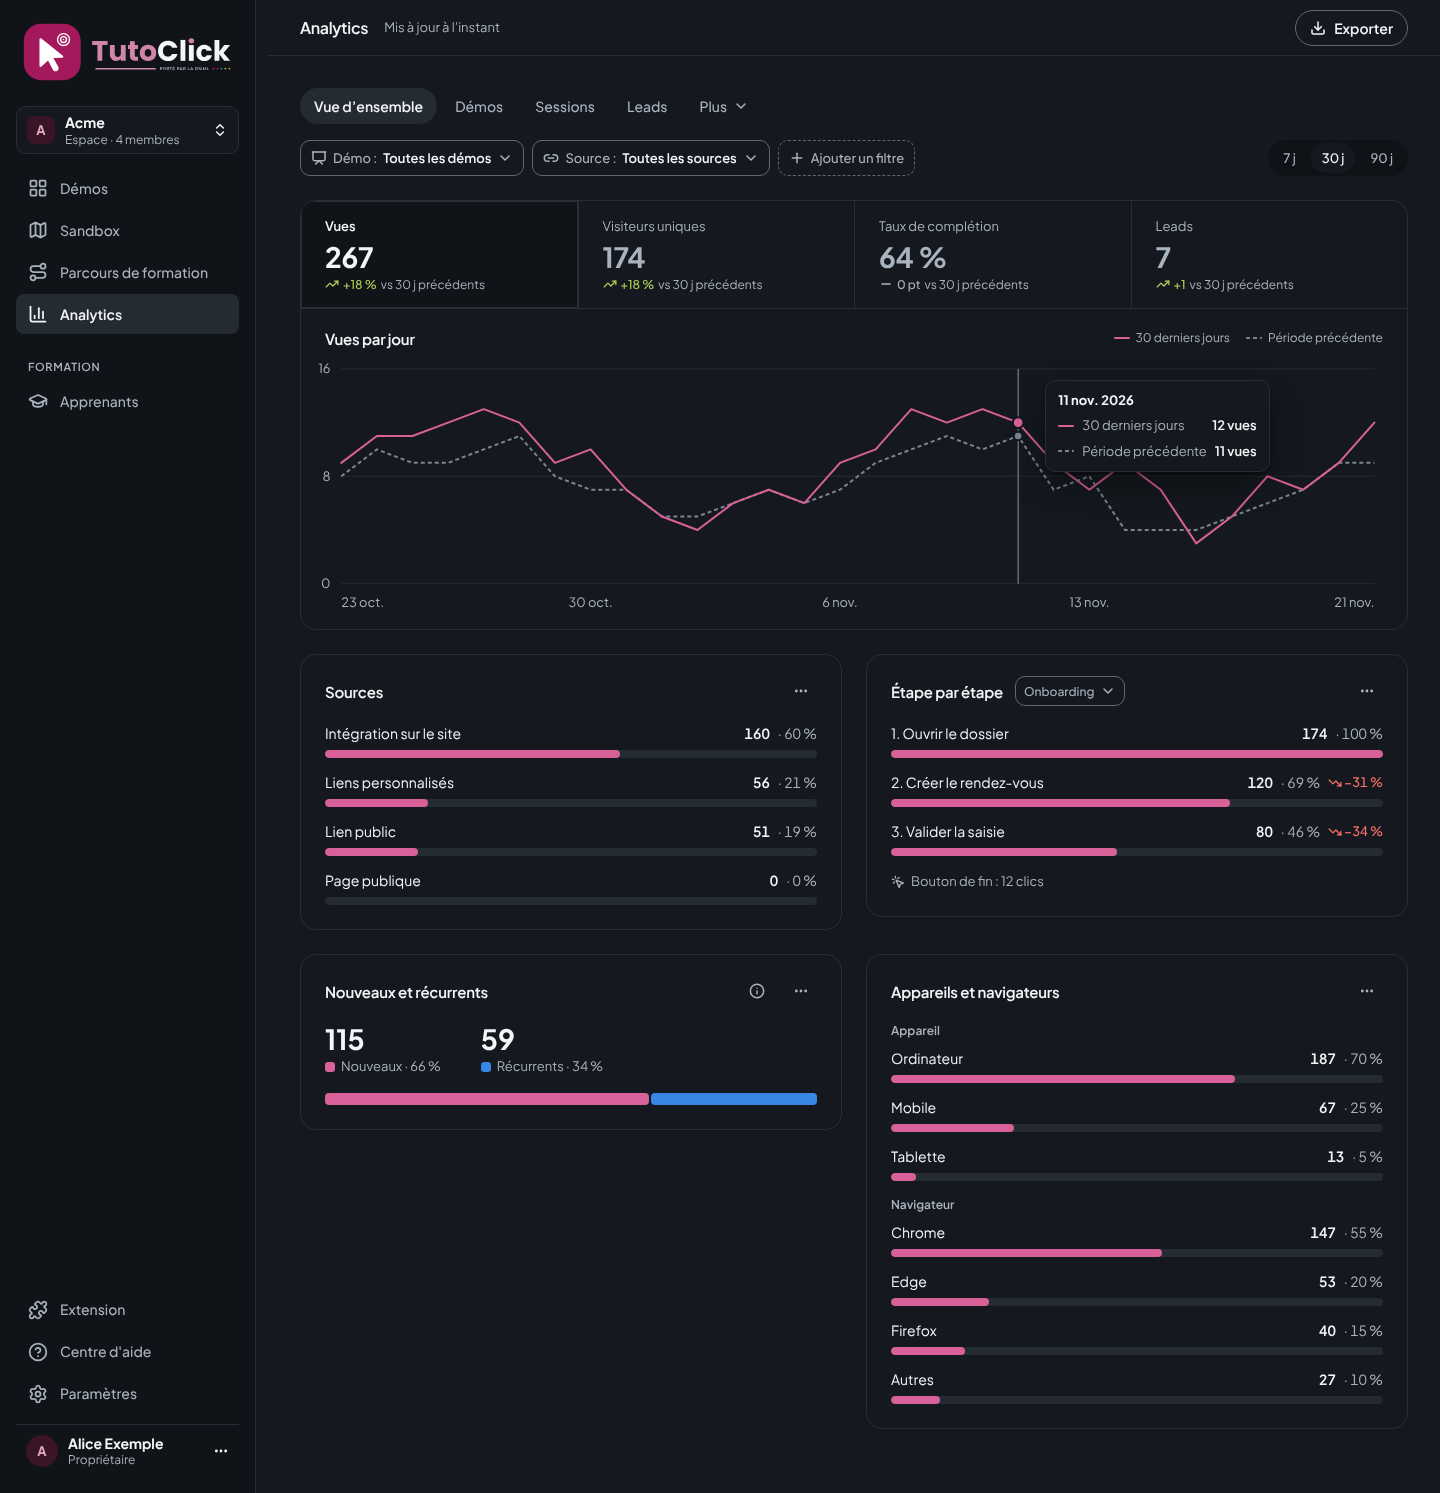 TutoClick
PORTÉ PAR LA DSIML
A
Acme
Espace · 4 membres
Démos
Sandbox
Parcours de formation
Analytics
FORMATION
Apprenants
Extension
Centre d'aide
Paramètres
A
Alice Exemple
Propriétaire
Analytics Mis à jour à l’instant
Exporter
Vue d’ensemble Démos Sessions Leads Plus
Démo : Toutes les démos Source : Toutes les sources Ajouter un filtre 7 j 30 j 90 j
Vues
267
+18 % vs 30 j précédents
Visiteurs uniques
174
+18 % vs 30 j précédents
Taux de complétion
64 %
0 pt vs 30 j précédents
Leads
7
+1 vs 30 j précédents
Vues par jour
30 derniers jours Période précédente
16
8
0
11 nov. 2026
30 derniers jours 12 vues
Période précédente 11 vues
23 oct. 30 oct. 6 nov. 13 nov. 21 nov.
Sources
Intégration sur le site 160 · 60 %
Liens personnalisés 56 · 21 %
Lien public 51 · 19 %
Page publique 0 · 0 %
Étape par étape Onboarding
1. Ouvrir le dossier 174 · 100 %
2. Créer le rendez-vous 120 · 69 % −31 %
3. Valider la saisie 80 · 46 % −34 %
Bouton de fin : 12 clics
Nouveaux et récurrents
115
Nouveaux · 66 %
59
Récurrents · 34 %
Appareils et navigateurs
Appareil
Ordinateur 187 · 70 %
Mobile 67 · 25 %
Tablette 13 · 5 %
Navigateur
Chrome 147 · 55 %
Edge 53 · 20 %
Firefox 40 · 15 %
Autres 27 · 10 %